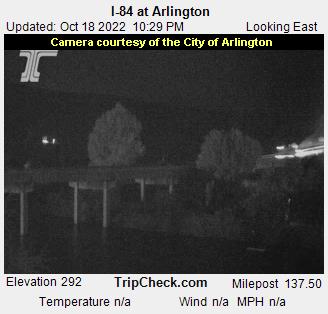 I-84 at Arlington
Updated: Oct 18 2022 10:29 PM Looking East
Camera courtesy of the City of Arlington
Elevation 292 TripCheck.com Milepost 137.50
Temperature n/a Wind n/a MPH n/a